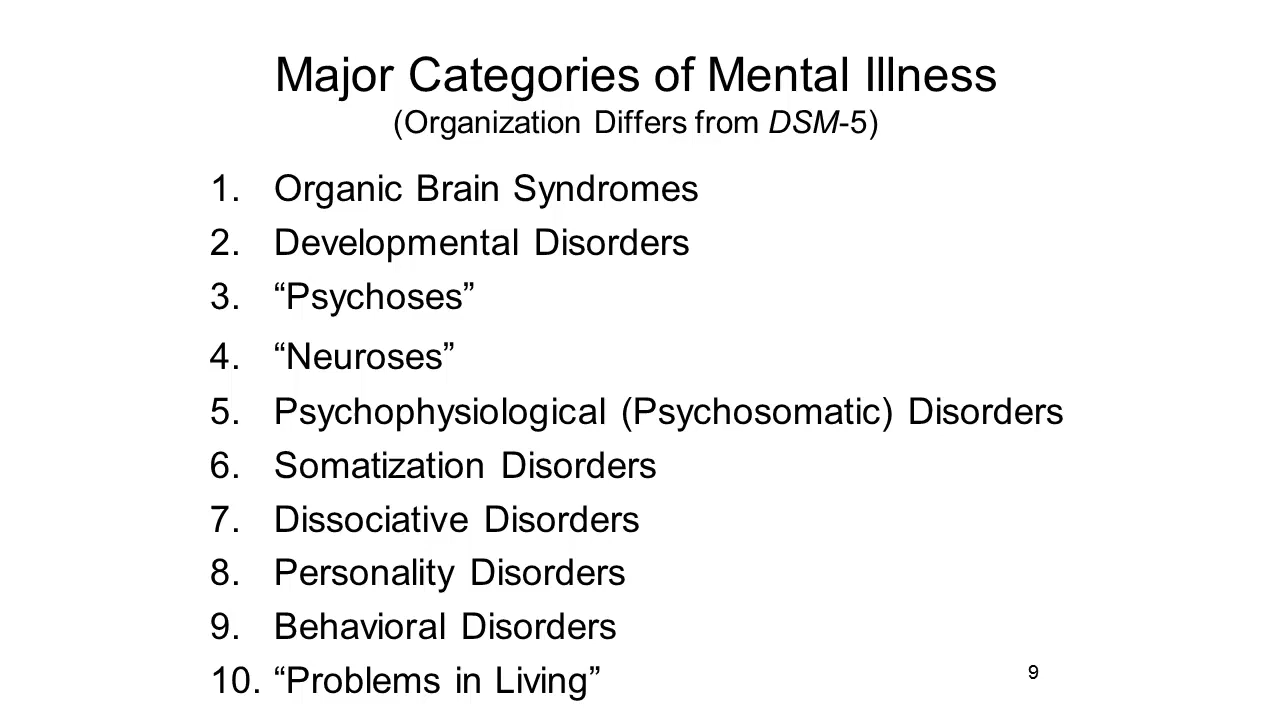 Major Categories of Mental Illness
(Organization Differs from DSM-5)
1. Organic Brain Syndromes
2. Developmental Disorders
3. “Psychoses”
4. “Neuroses”
5. Psychophysiological (Psychosomatic) Disorders
6. Somatization Disorders
7. Dissociative Disorders
8. Personality Disorders
9. Behavioral Disorders
10. “Problems in Living”
9